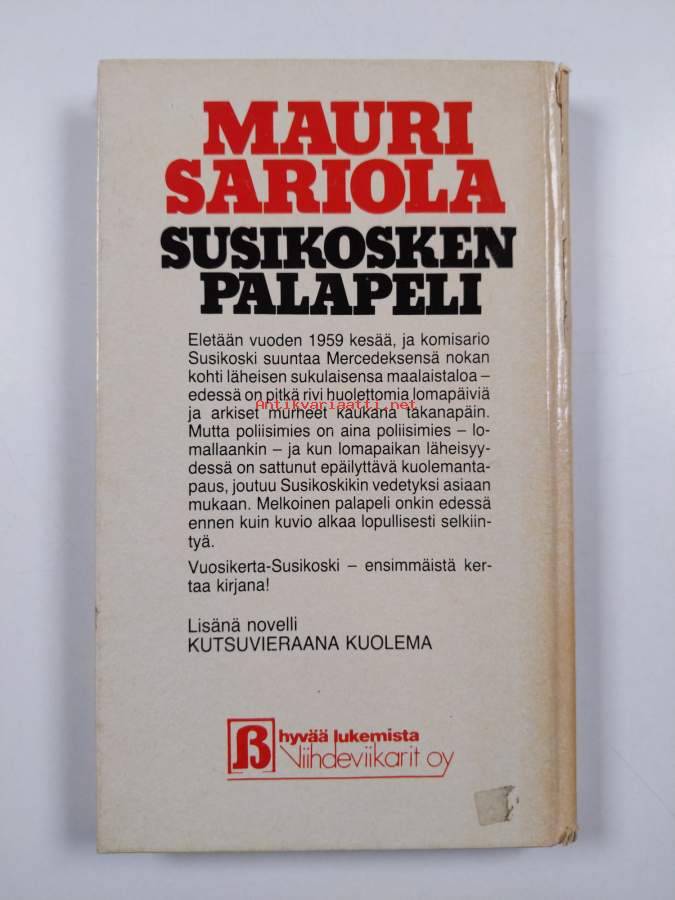 MAURI
SARIOLA
SUSIKOSKEN
PALAPELI
Eletään vuoden 1959 kesää, ja komisario
Susikoski suuntaa Mercedeksensä nokan
kohti läheisen sukulaisensa maalaistaloa –
edessä on pitkä rivi huolettomia lomapäiviä
ja arkiset murheet kaukana takanapäin.
Antikvariaatti.net
Mutta poliisimies on aina poliisimies – lo-
mallaankin – ja kun lomapaikan läheisyy-
dessä on sattunut epäilyttävä kuolemanta-
paus, joutuu Susikoskikin vedetyksi asiaan
mukaan. Melkoinen palapeli onkin edessä
ennen kuin kuvio alkaa lopullisesti selkiin-
tyä.
Vuosikerta-Susikoski – ensimmäistä ker-
taa kirjana!
Lisänä novelli
KUTSUVIERAANA KUOLEMA
hyvää lukemista
Viihdeviikarit oy